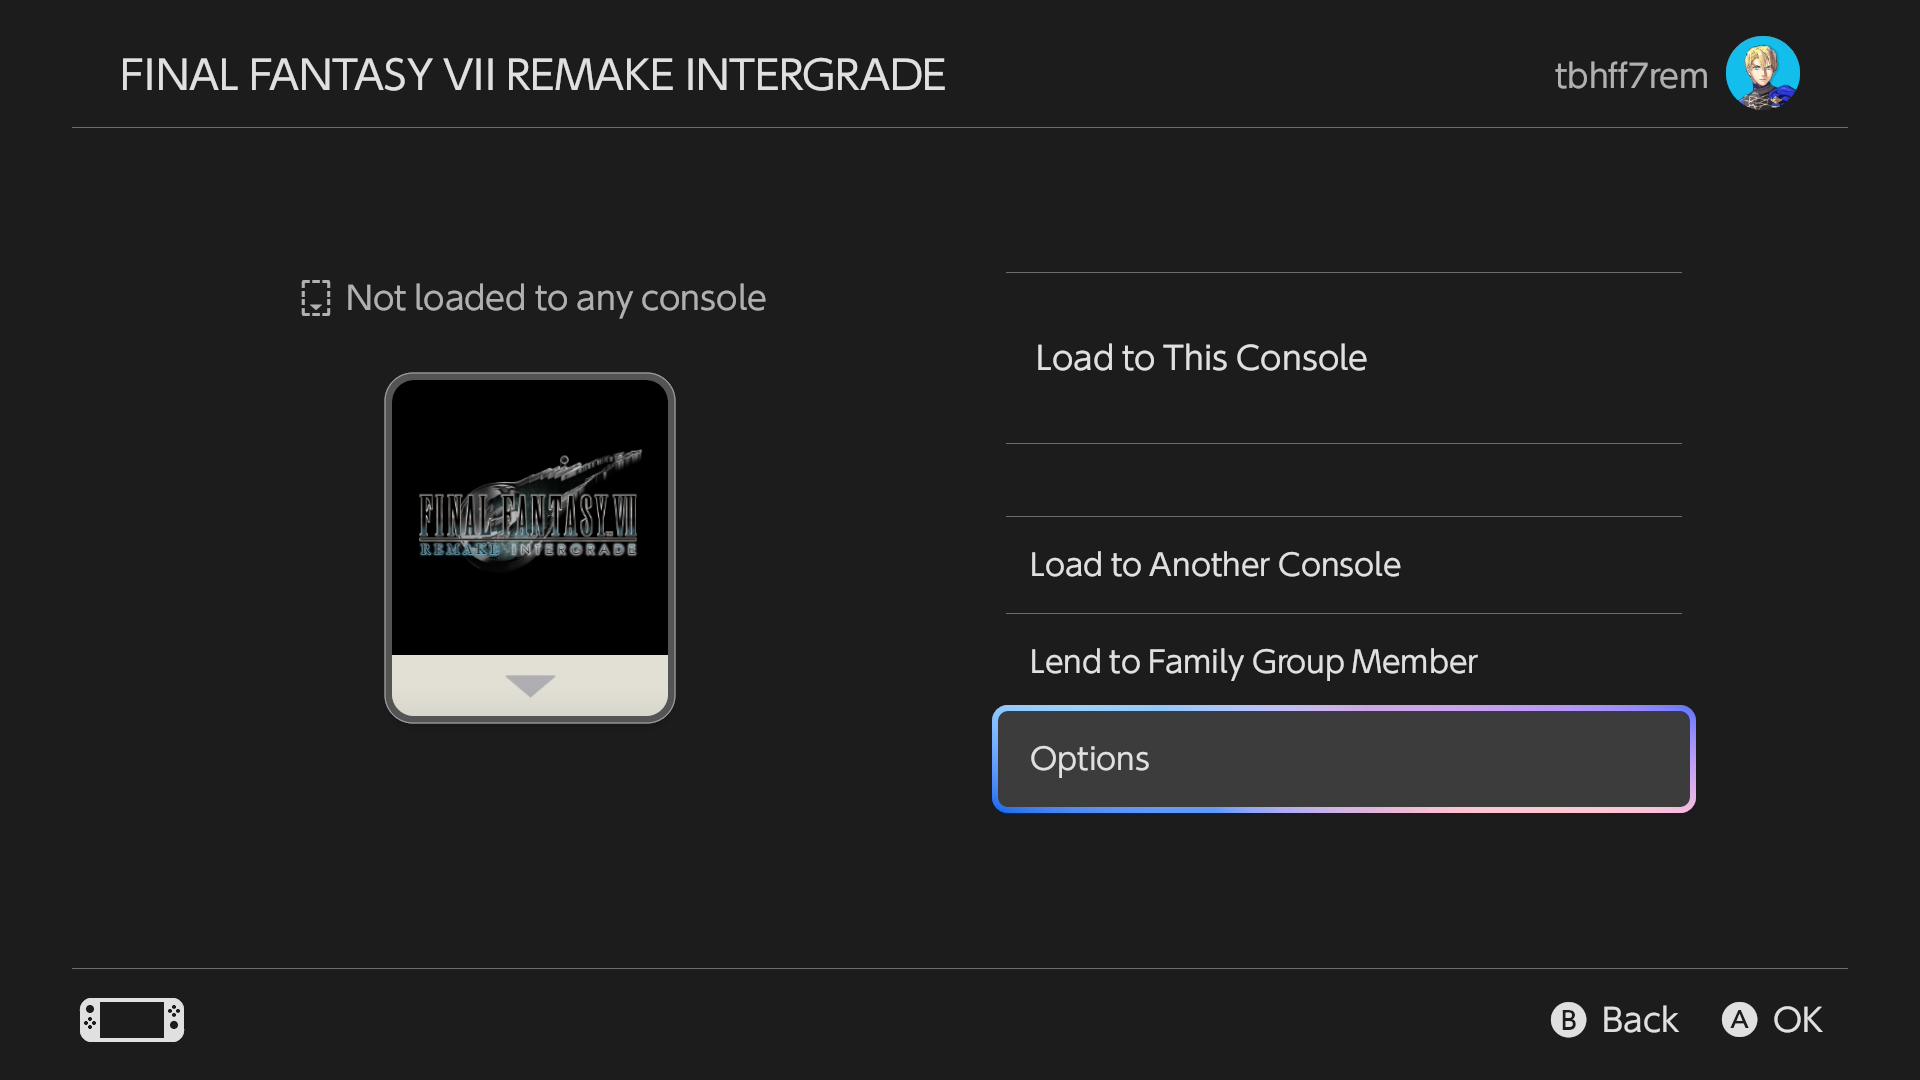 FINAL FANTASY VII REMAKE INTERGRADE
tbhff7rem
Not loaded to any console
FINAL FANTASY VII
REMAKE INTERGRADE
Load to This Console
Load to Another Console
Lend to Family Group Member
Options
B Back
A OK